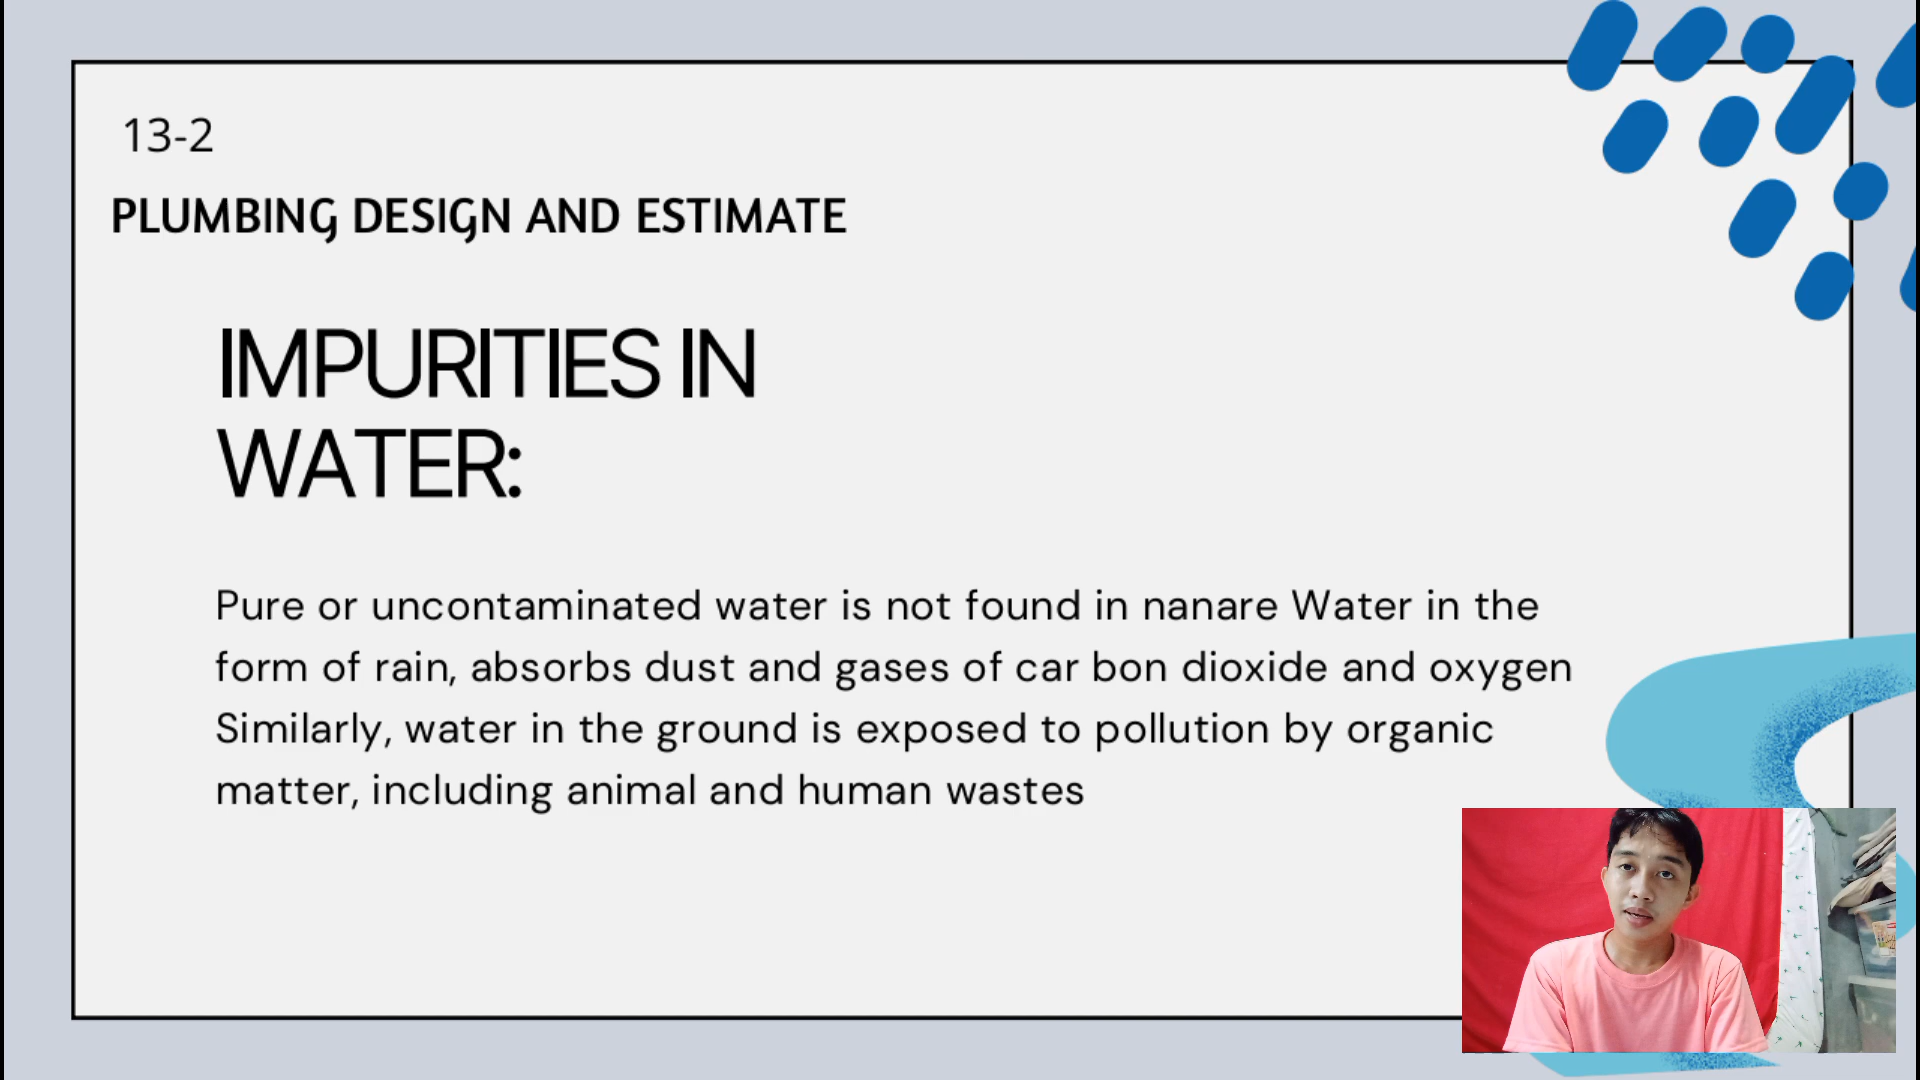 13-2
PLUMBING DESIGN AND ESTIMATE
IMPURITIES IN
WATER:
Pure or uncontaminated water is not found in nanare Water in the
form of rain, absorbs dust and gases of car bon dioxide and oxygen
Similarly, water in the ground is exposed to pollution by organic
matter, including animal and human wastes